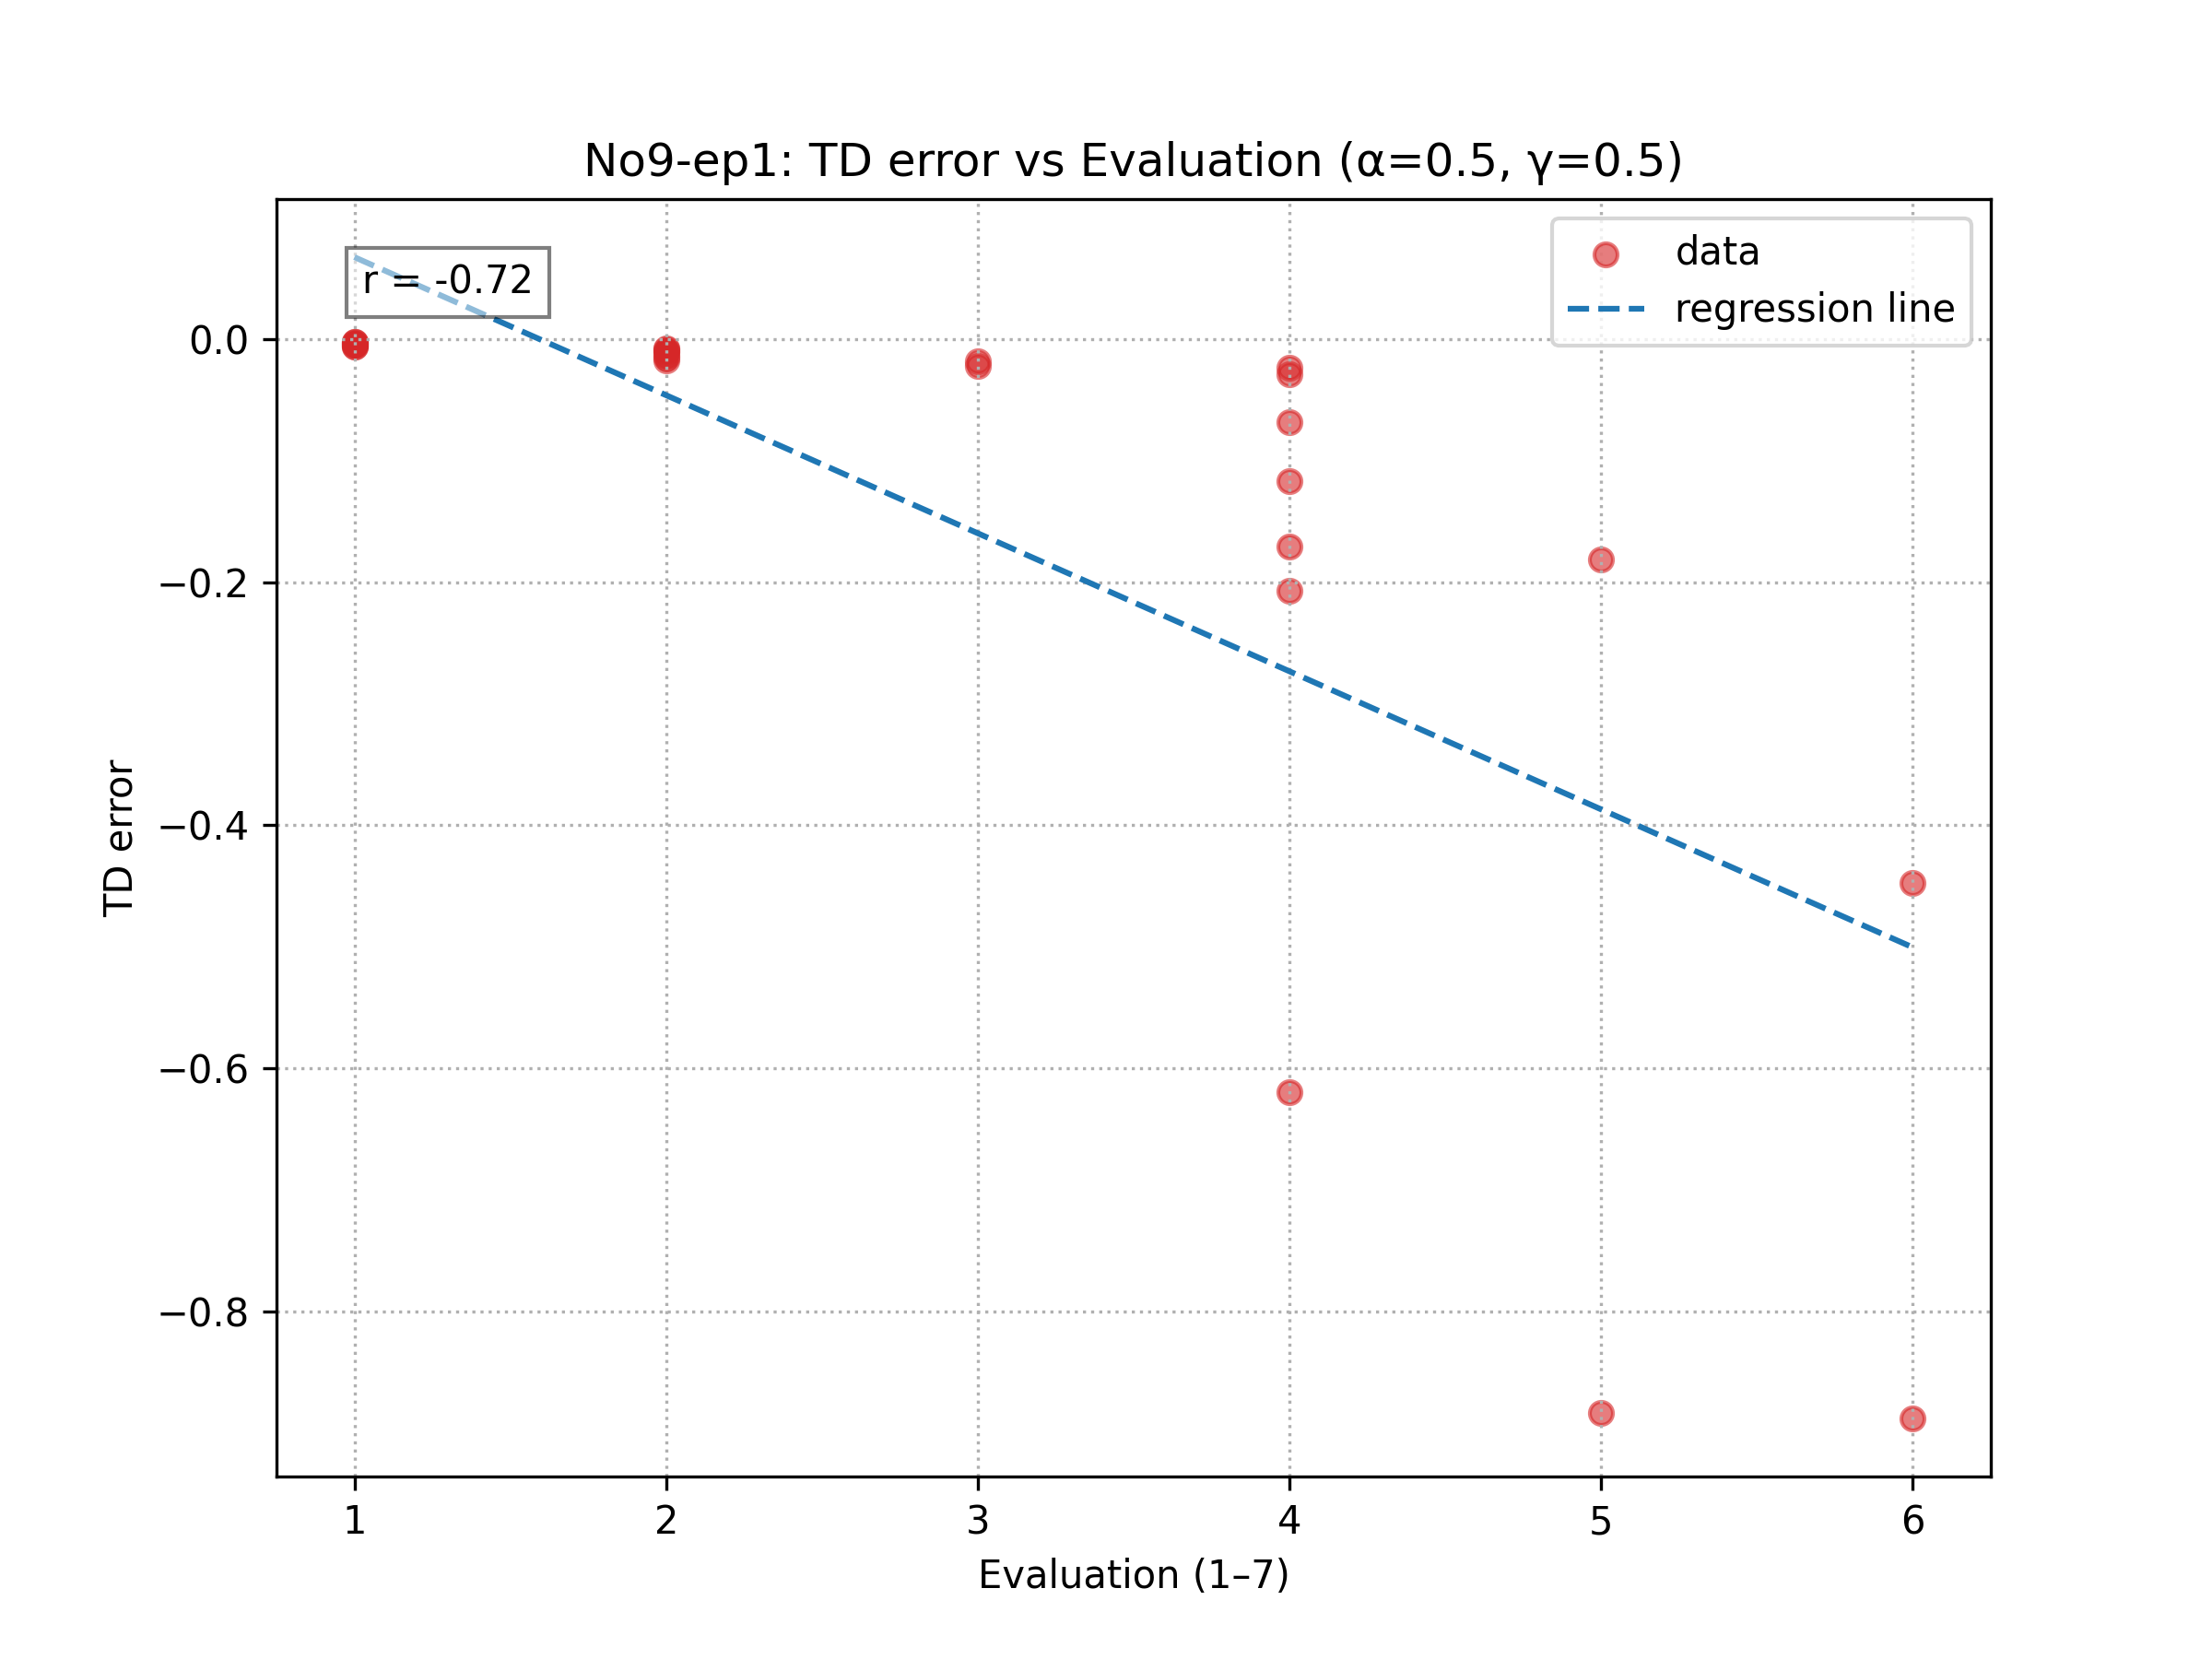 No9-ep1: TD error vs Evaluation (α=0.5, γ=0.5)
r = -0.72
data
regression line
0.0
−0.2
−0.4
−0.6
−0.8
TD error
1 2 3 4 5 6
Evaluation (1–7)